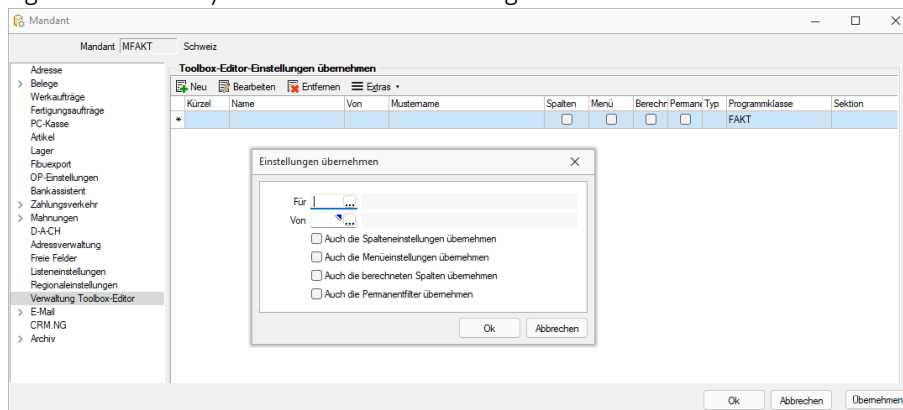 Mandant
Mandant MFAKT Schweiz
Adresse
Belege
Werkaufträge
Fertigungsaufträge
PC-Kasse
Artikel
Lager
Fibuexport
OP-Einstellungen
Bankassistent
Zahlungsverkehr
Mahnungen
D-A-CH
Adressverwaltung
Freie Felder
Listeneinstellungen
Regionaleinstellungen
Verwaltung Toolbox-Editor
E-Mail
CRM.NG
Archiv
Toolbox-Editor-Einstellungen übernehmen
Neu Bearbeiten Entfernen Extras
Kürzel Name Von Mustername Spalten Menü Berechn Permane Typ Programmklasse Sektion
* FAKT
Einstellungen übernehmen
Für ...
Von ...
Auch die Spalteneinstellungen übernehmen
Auch die Menüeinstellungen übernehmen
Auch die berechneten Spalten übernehmen
Auch die Permanentfilter übernehmen
Ok Abbrechen
Ok Abbrechen Übernehmen